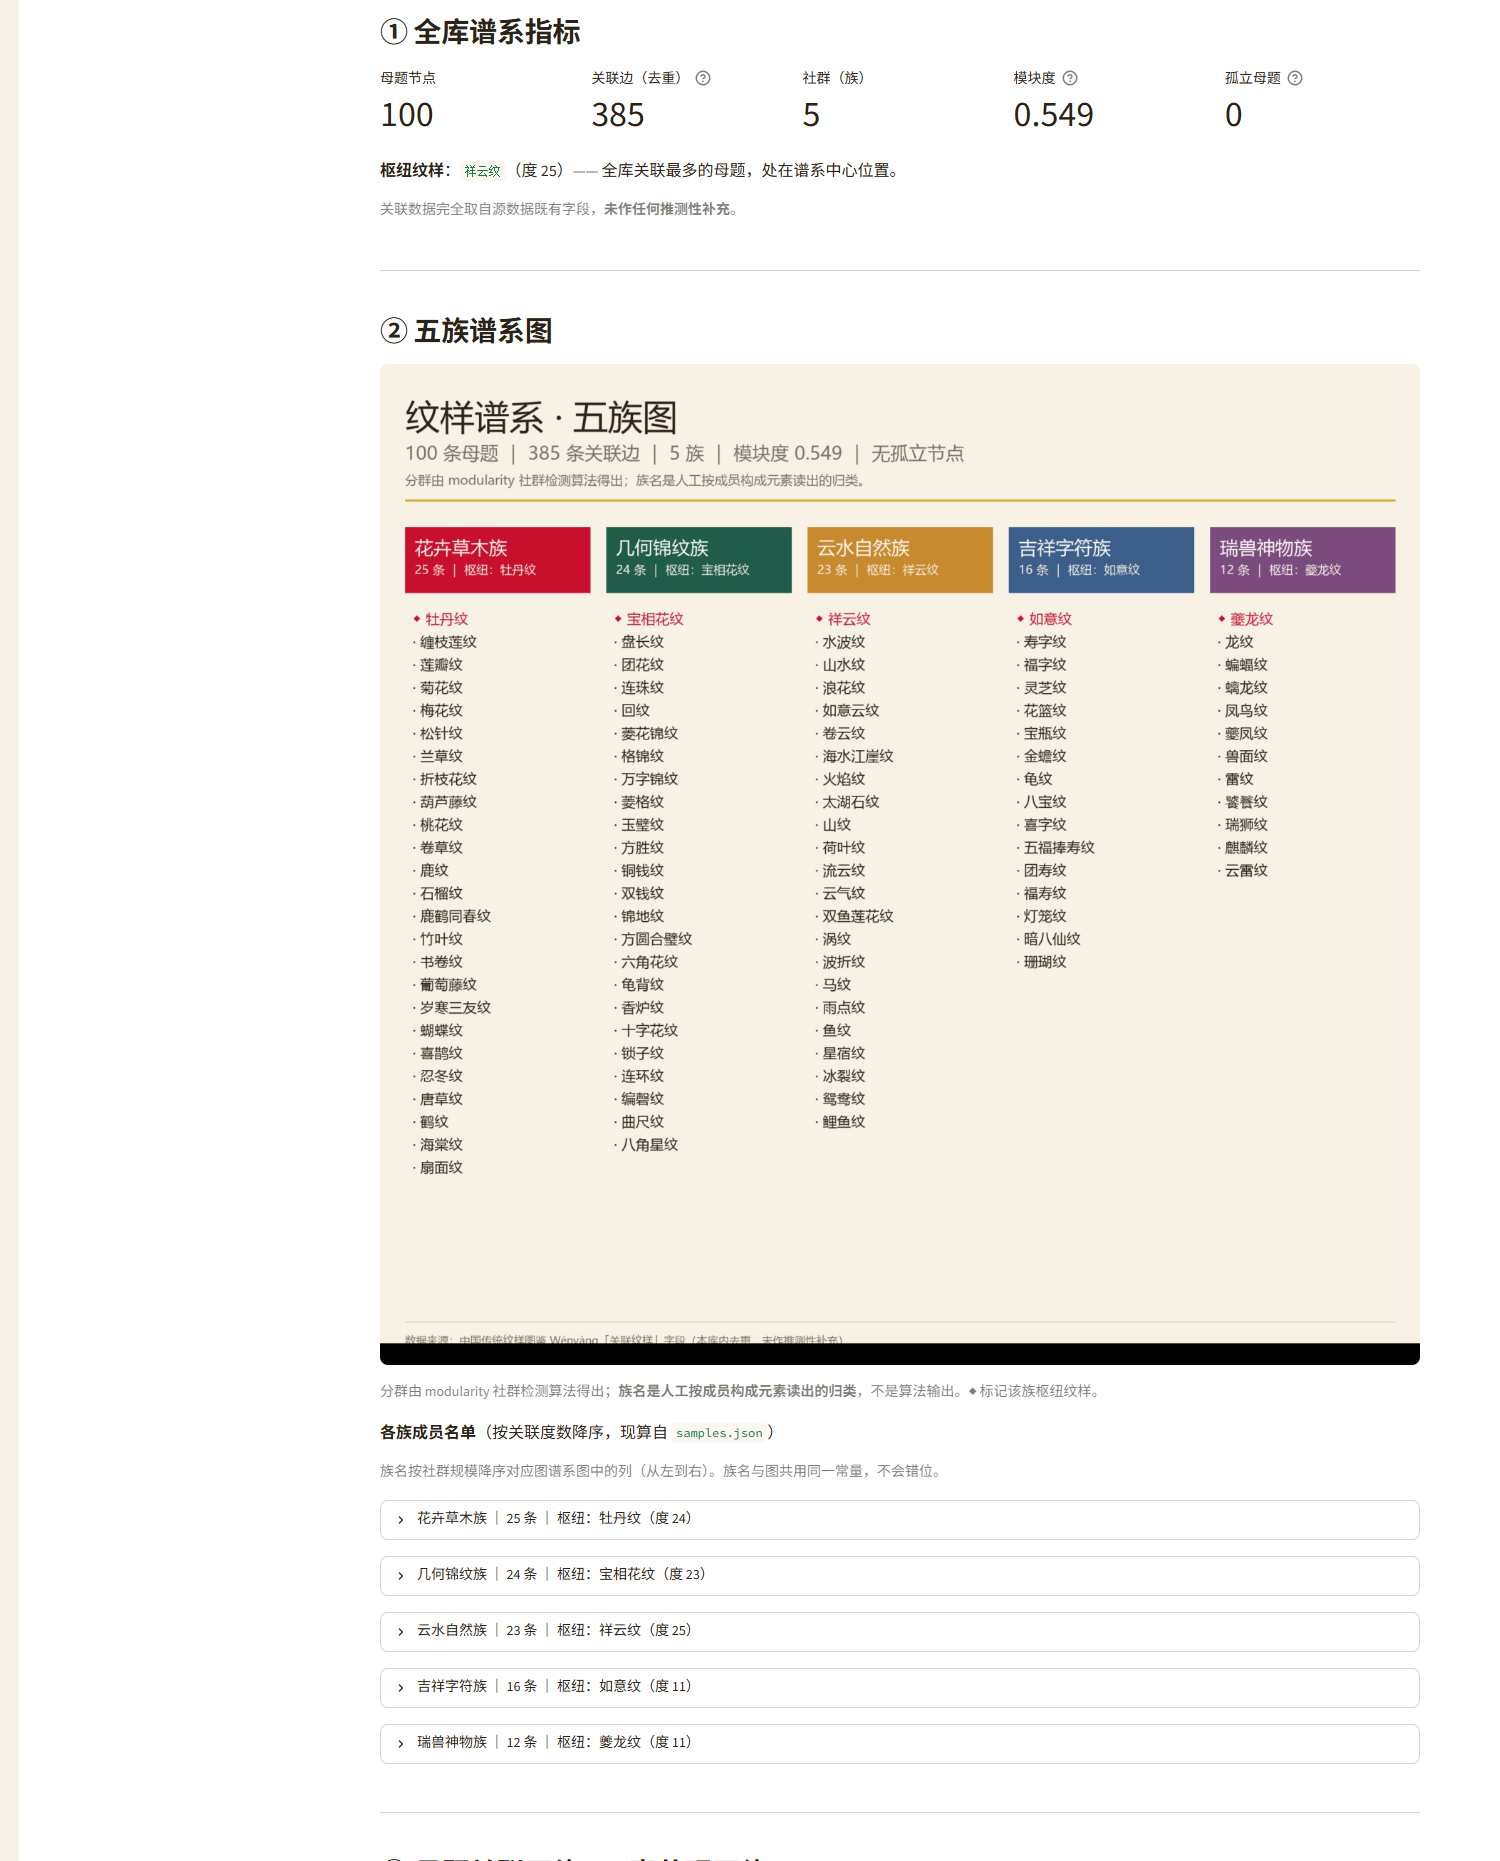 ① 全库谱系指标
母题节点
100
关联边（去重）
385
社群（族）
5
模块度
0.549
孤立母题
0
枢纽纹样： 祥云纹 （度 25）—— 全库关联最多的母题，处在谱系中心位置。
关联数据完全取自源数据既有字段，未作任何推测性补充。
② 五族谱系图
纹样谱系 · 五族图
100 条母题 ｜ 385 条关联边 ｜ 5 族 ｜ 模块度 0.549 ｜ 无孤立节点
分群由 modularity 社群检测算法得出；族名是人工按成员构成元素读出的归类。
花卉草木族
25 条 ｜ 枢纽：牡丹纹
◆ 牡丹纹
· 缠枝莲纹
· 莲瓣纹
· 菊花纹
· 梅花纹
· 松针纹
· 兰草纹
· 折枝花纹
· 葫芦藤纹
· 桃花纹
· 卷草纹
· 鹿纹
· 石榴纹
· 鹿鹤同春纹
· 竹叶纹
· 书卷纹
· 葡萄藤纹
· 岁寒三友纹
· 蝴蝶纹
· 喜鹊纹
· 忍冬纹
· 唐草纹
· 鹤纹
· 海棠纹
· 扇面纹
几何锦纹族
24 条 ｜ 枢纽：宝相花纹
◆ 宝相花纹
· 盘长纹
· 团花纹
· 连珠纹
· 回纹
· 菱花锦纹
· 格锦纹
· 万字锦纹
· 菱格纹
· 玉璧纹
· 方胜纹
· 铜钱纹
· 双钱纹
· 锦地纹
· 方圆合璧纹
· 六角花纹
· 龟背纹
· 香炉纹
· 十字花纹
· 锁子纹
· 连环纹
· 编磬纹
· 曲尺纹
· 八角星纹
云水自然族
23 条 ｜ 枢纽：祥云纹
◆ 祥云纹
· 水波纹
· 山水纹
· 浪花纹
· 如意云纹
· 卷云纹
· 海水江崖纹
· 火焰纹
· 太湖石纹
· 山纹
· 荷叶纹
· 流云纹
· 云气纹
· 双鱼莲花纹
· 涡纹
· 波折纹
· 马纹
· 雨点纹
· 鱼纹
· 星宿纹
· 冰裂纹
· 鸳鸯纹
· 鲤鱼纹
吉祥字符族
16 条 ｜ 枢纽：如意纹
◆ 如意纹
· 寿字纹
· 福字纹
· 灵芝纹
· 花篮纹
· 宝瓶纹
· 金蟾纹
· 龟纹
· 八宝纹
· 喜字纹
· 五福捧寿纹
· 团寿纹
· 福寿纹
· 灯笼纹
· 暗八仙纹
· 珊瑚纹
瑞兽神物族
12 条 ｜ 枢纽：夔龙纹
◆ 夔龙纹
· 龙纹
· 蝙蝠纹
· 螭龙纹
· 凤鸟纹
· 夔凤纹
· 兽面纹
· 雷纹
· 饕餮纹
· 瑞狮纹
· 麒麟纹
· 云雷纹
数据来源：中国传统纹样图鉴 Wényàng「关联纹样」字段（本库内去重，未作推测性补充）
分群由 modularity 社群检测算法得出；族名是人工按成员构成元素读出的归类，不是算法输出。◆ 标记该族枢纽纹样。
各族成员名单（按关联度数降序，现算自 samples.json ）
族名按社群规模降序对应图谱系图中的列（从左到右）。族名与图共用同一常量，不会错位。
花卉草木族 ｜ 25 条 ｜ 枢纽：牡丹纹（度 24）
几何锦纹族 ｜ 24 条 ｜ 枢纽：宝相花纹（度 23）
云水自然族 ｜ 23 条 ｜ 枢纽：祥云纹（度 25）
吉祥字符族 ｜ 16 条 ｜ 枢纽：如意纹（度 11）
瑞兽神物族 ｜ 12 条 ｜ 枢纽：夔龙纹（度 11）